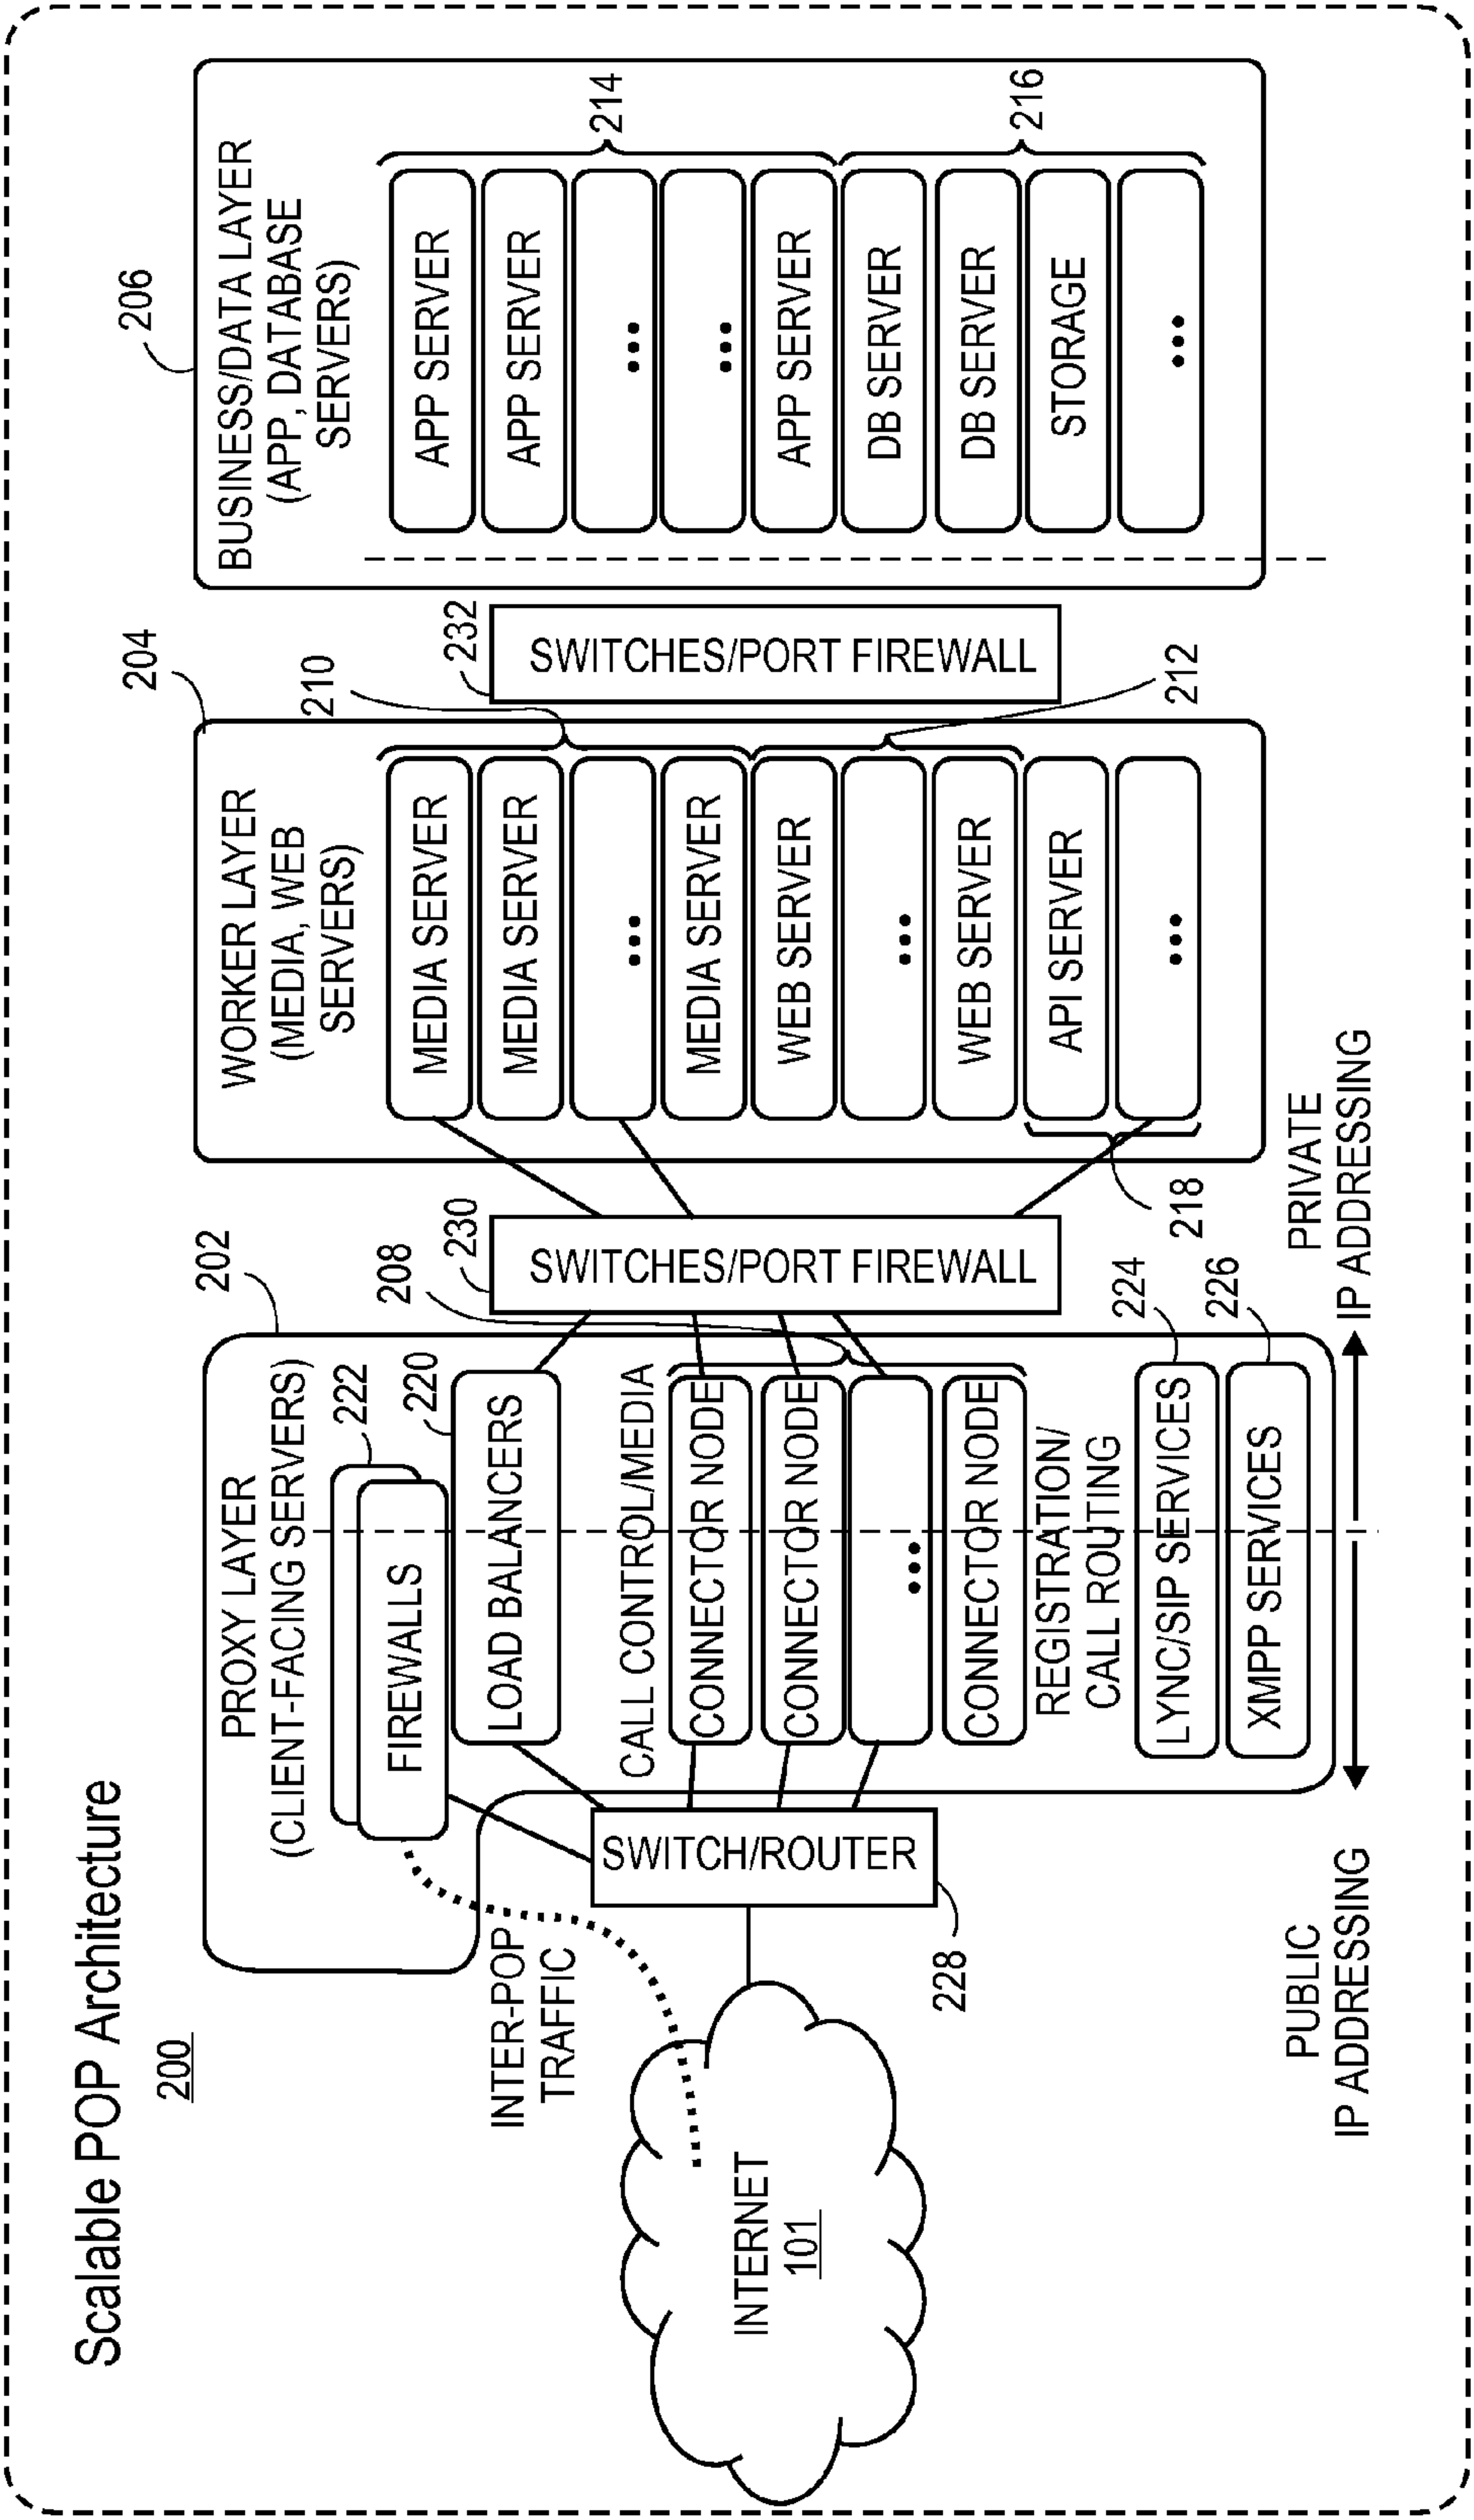 Scalable POP Architecture
200
INTERNET
101
INTER-POP
TRAFFIC
SWITCH/ROUTER
228
PUBLIC
IP ADDRESSING
202
PROXY LAYER
(CLIENT-FACING SERVERS)
222
FIREWALLS
220
LOAD BALANCERS
CALL CONTROL/MEDIA
208
CONNECTOR NODE
CONNECTOR NODE
...
CONNECTOR NODE
REGISTRATION/
CALL ROUTING
LYNC/SIP SERVICES
224
XMPP SERVICES
226
230
SWITCHES/PORT FIREWALL
PRIVATE
IP ADDRESSING
204
WORKER LAYER
(MEDIA, WEB
SERVERS)
210
MEDIA SERVER
MEDIA SERVER
...
MEDIA SERVER
WEB SERVER
...
WEB SERVER
212
API SERVER
...
218
232
SWITCHES/PORT FIREWALL
206
BUSINESS/DATA LAYER
(APP, DATABASE
SERVERS)
APP SERVER
APP SERVER
...
...
APP SERVER
214
DB SERVER
DB SERVER
STORAGE
...
216